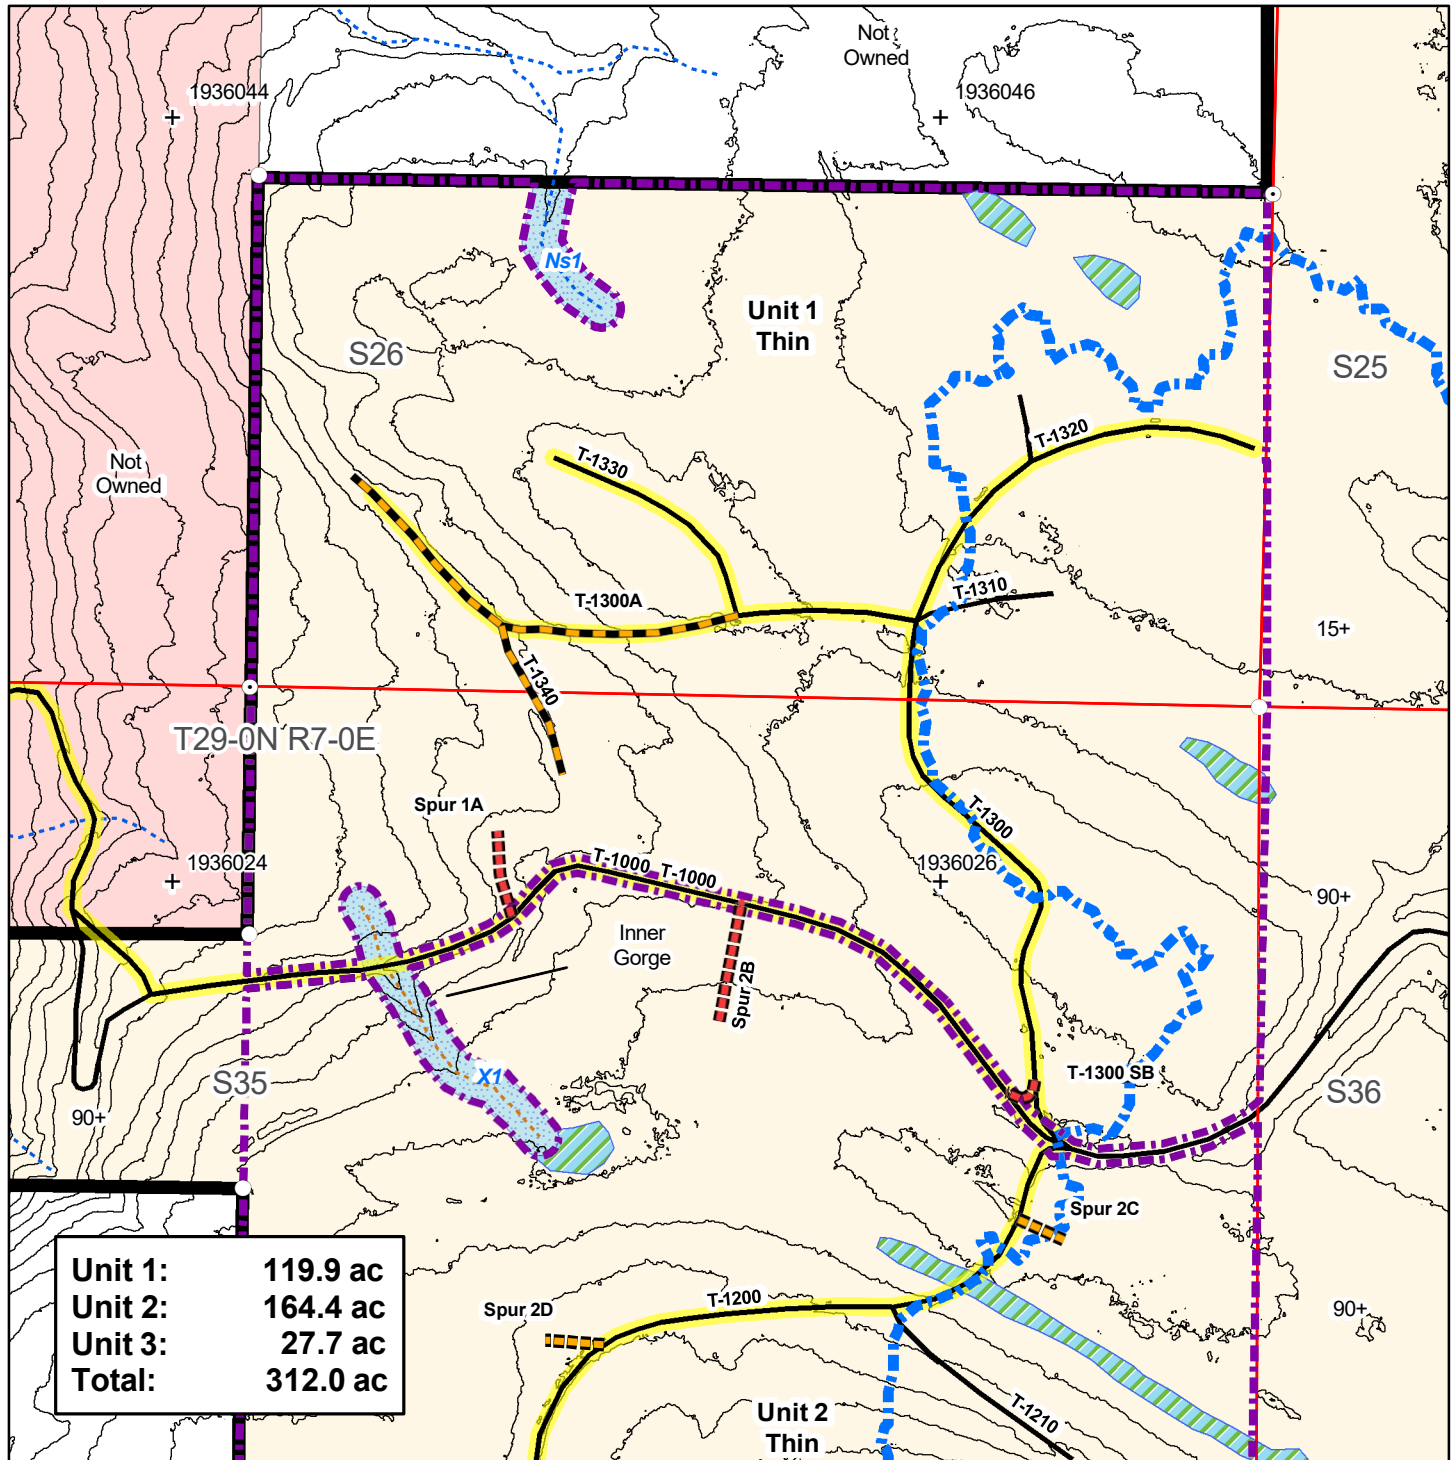 Not
Owned
1936044
1936046
Ns1
Unit 1
Thin
S26
S25
T-1320
Not
Owned
T-1330
T-1310
T-1300A
15+
T-1340
T29-0N R7-0E
Spur 1A
T-1300
T-1000 T-1000
1936024
1936026
90+
Inner
Gorge
Spur 2B
X1
T-1300 SB
S35
S36
90+
Spur 2C
Unit 1: 119.9 ac
Unit 2: 164.4 ac
Unit 3: 27.7 ac
Total: 312.0 ac
T-1200
Spur 2D
90+
T-1210
Unit 2
Thin